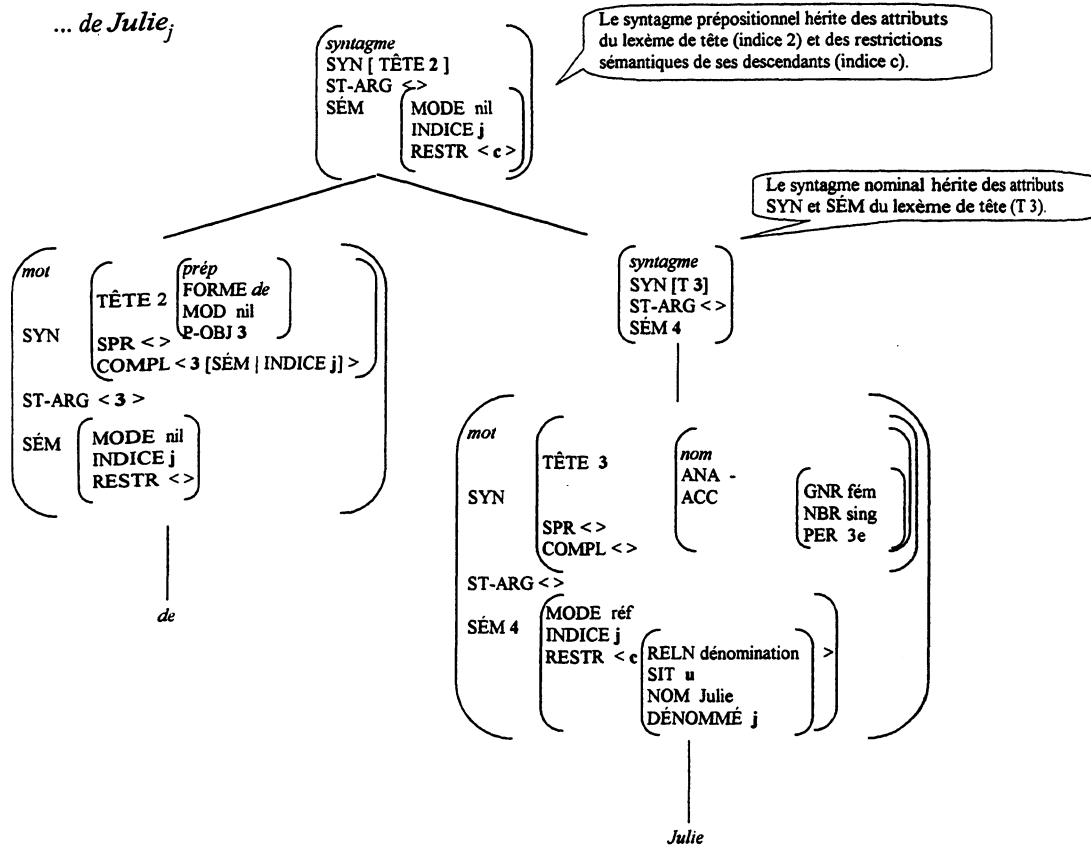 ... de Julie j
Le syntagme prépositionnel hérite des attributs
du lexème de tête (indice 2) et des restrictions
sémantiques de ses descendants (indice c).
syntagme
SYN [ TÊTE 2 ]
ST-ARG <>
SÉM
MODE nil
INDICE j
RESTR < c >
Le syntagme nominal hérite des attributs
SYN et SÉM du lexème de tête (T 3).
mot
SYN
TÊTE 2
prép
FORME de
MOD nil
P-OBJ 3
SPR < >
COMPL < 3 [SÉM | INDICE j] >
ST-ARG < 3 >
SÉM
MODE nil
INDICE j
RESTR < >
de
syntagme
SYN [T 3]
ST-ARG < >
SÉM 4
mot
SYN
TÊTE 3
nom
ANA -
ACC
GNR fém
NBR sing
PER 3e
SPR < >
COMPL < >
ST-ARG < >
SÉM 4
MODE réf
INDICE j
RESTR < c
RELN dénomination
SIT u
NOM Julie
DÉNOMMÉ j
>
Julie